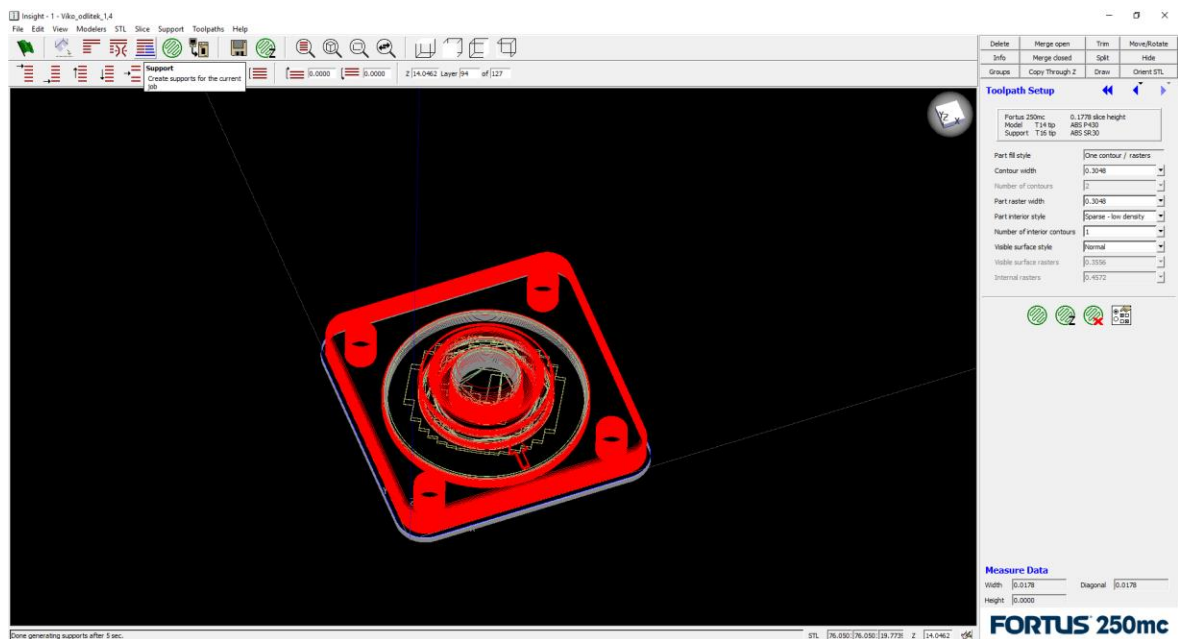 Insight - 1 - Viko_odlitek_1,4
File Edit View Modelers STL Slice Support Toolpaths Help
Support
Create supports for the current
job
0.0000 0.0000 Z 14.0462 Layer 94 of 127
Delete Merge open Trim Move/Rotate
Info Merge closed Split Hide
Groups Copy Through Z Draw Orient STL
Toolpath Setup
Fortus 250mc 0.1778 slice height
Model T14 tip ABS P430
Support T16 tip ABS SR30
Part fill style One contour / rasters
Contour width 0.3048
Number of contours 2
Part raster width 0.3048
Part interior style Sparse - low density
Number of interior contours 1
Visible surface style Normal
Visible surface rasters 0.3556
Internal rasters 0.4572
Measure Data
Width 0.0178 Diagonal 0.0178
Height 0.0000
FORTUS 250mc
Done generating supports after 5 sec.
STL 76.050 76.050 19.7735 Z 14.0462